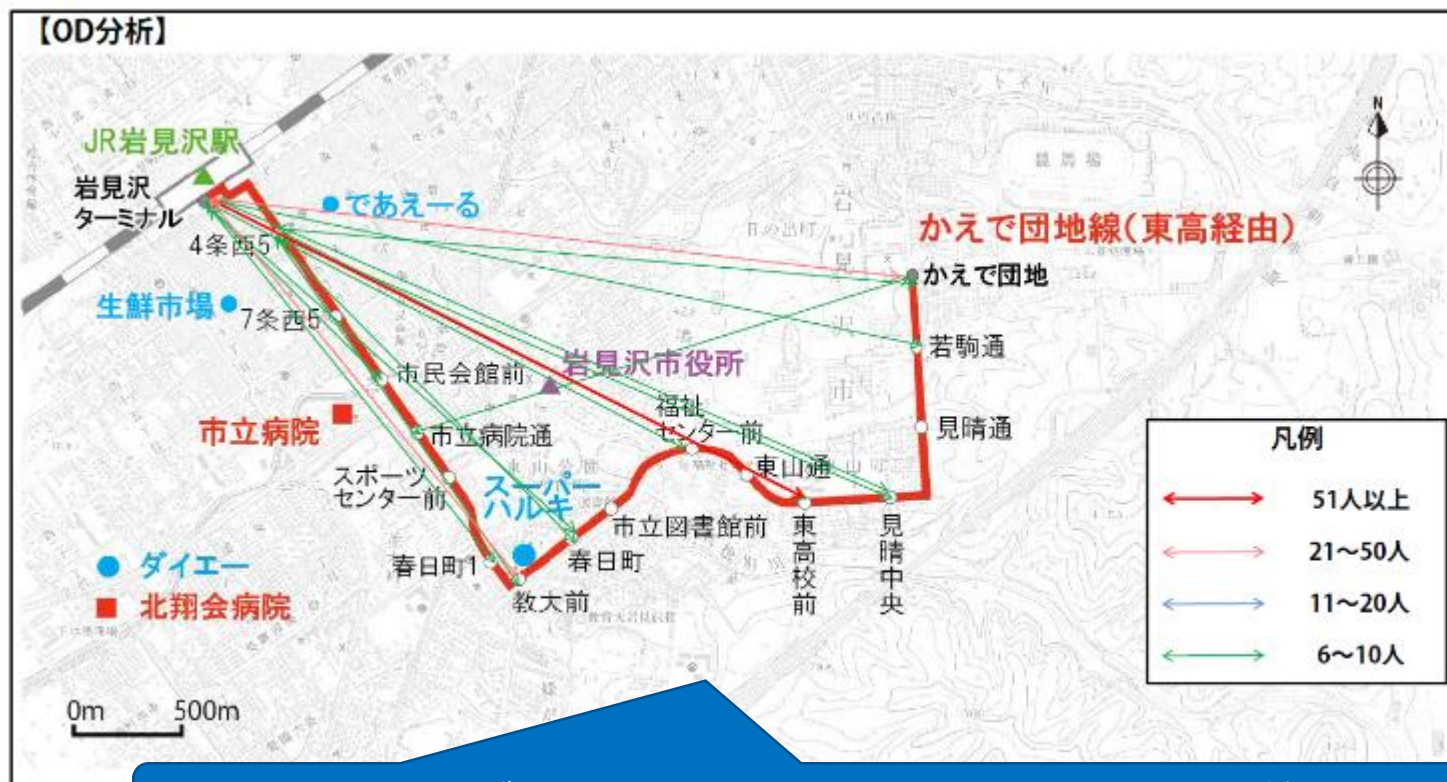 【OD分析】
JR岩見沢駅
岩見沢
ターミナル
であえーる
4条西5
生鮮市場
7条西5
市民会館前
岩見沢市役所
市立病院
市立病院通
スポーツ
センター前
スーパー
ハルキ
春日町1
教大前
春日町
市立図書館前
福祉
センター前
東山通
東高校前
見晴中央
見晴通
若駒通
かえで団地
かえで団地線(東高経由)
競馬場
日の出町
N
ダイエー
北翔会病院
0m 500m
凡例
51人以上
21~50人
11~20人
6~10人